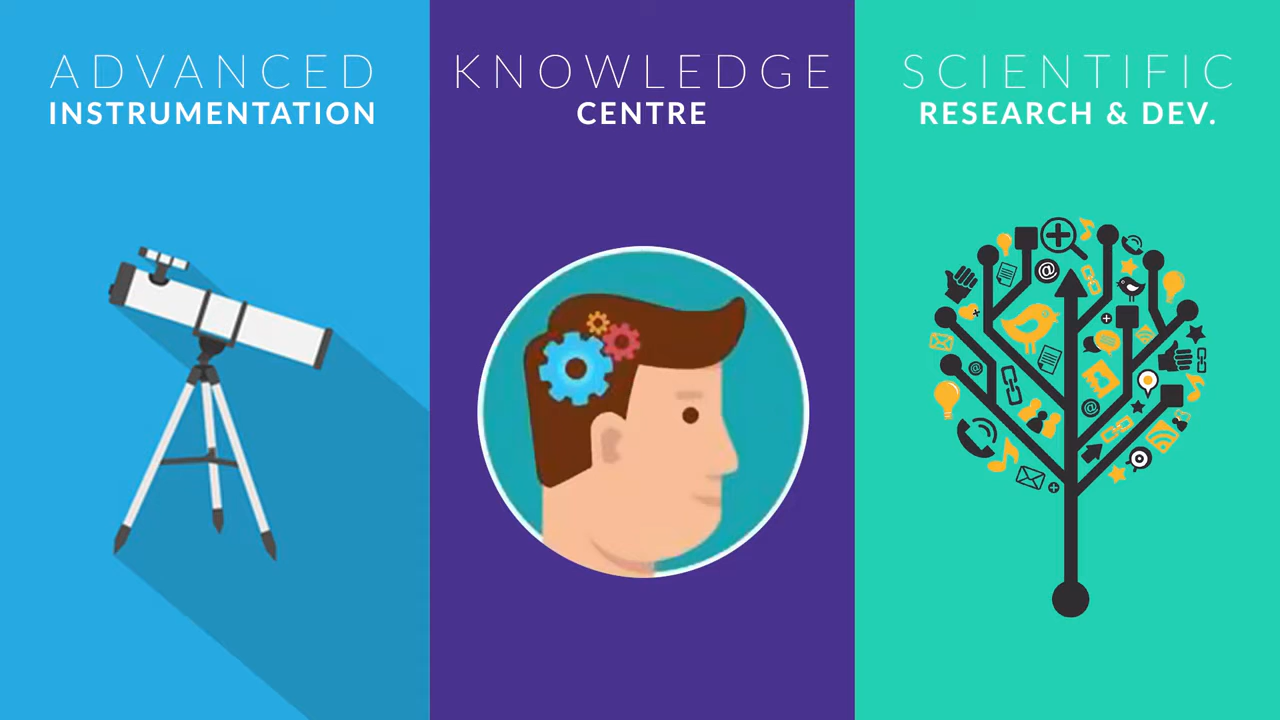 ADVANCED
INSTRUMENTATION
KNOWLEDGE
CENTRE
SCIENTIFIC
RESEARCH & DEV.
@
@
@